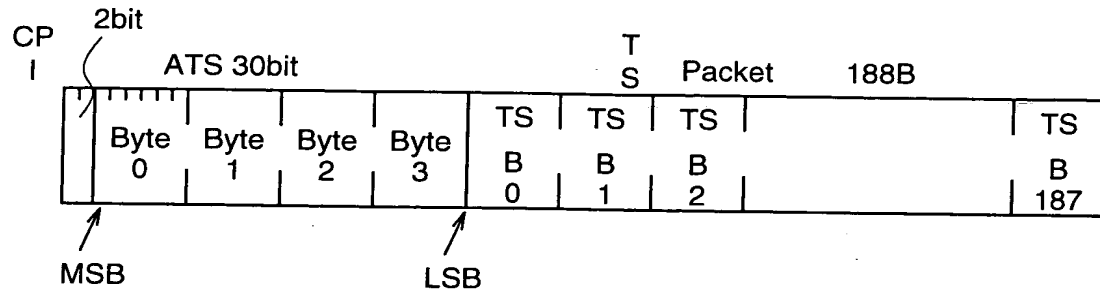 2bit
CP
I
ATS 30bit
T
S
Packet
188B
Byte
0
Byte
1
Byte
2
Byte
3
TS
B
0
TS
B
1
TS
B
2
TS
B
187
MSB
LSB